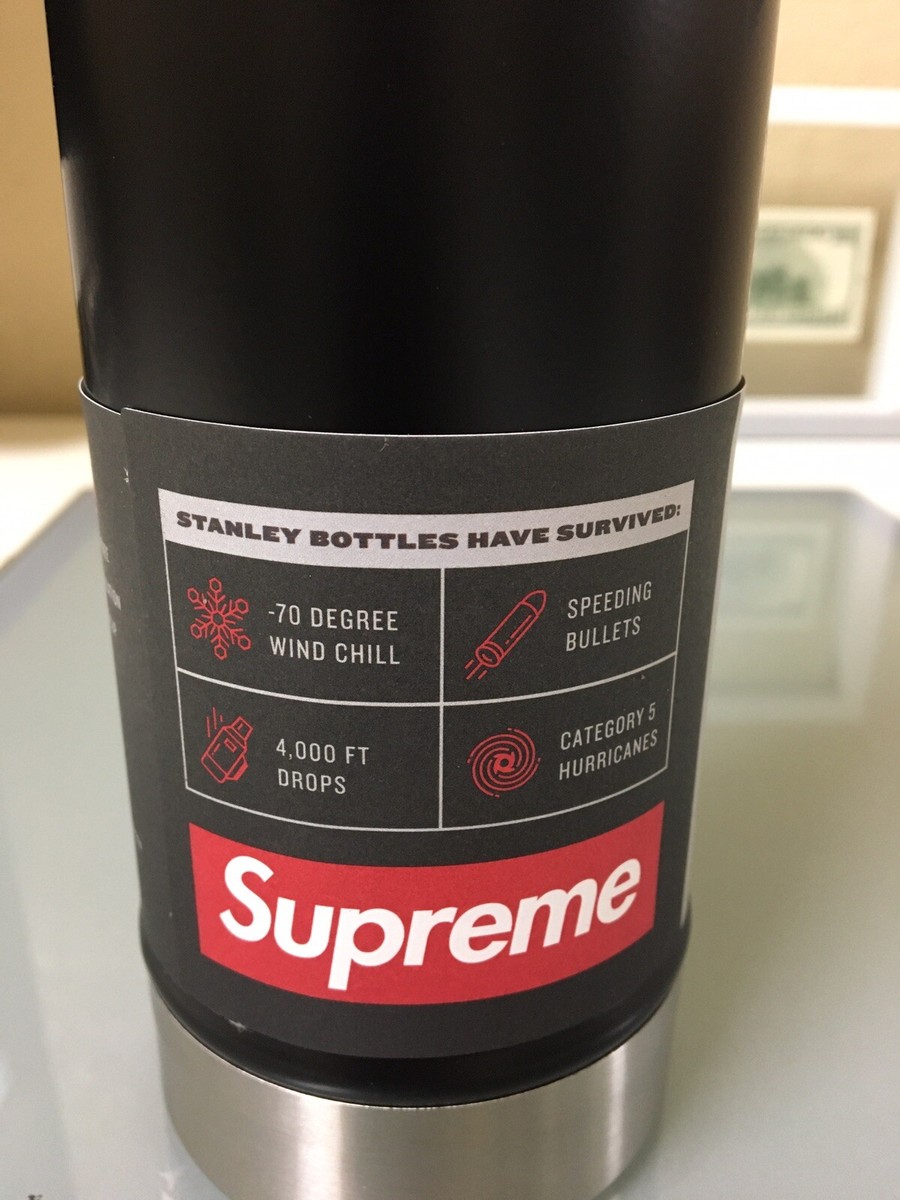 STANLEY BOTTLES HAVE SURVIVED:
-70 DEGREE
WIND CHILL
SPEEDING
BULLETS
4,000 FT
DROPS
CATEGORY 5
HURRICANES
Supreme